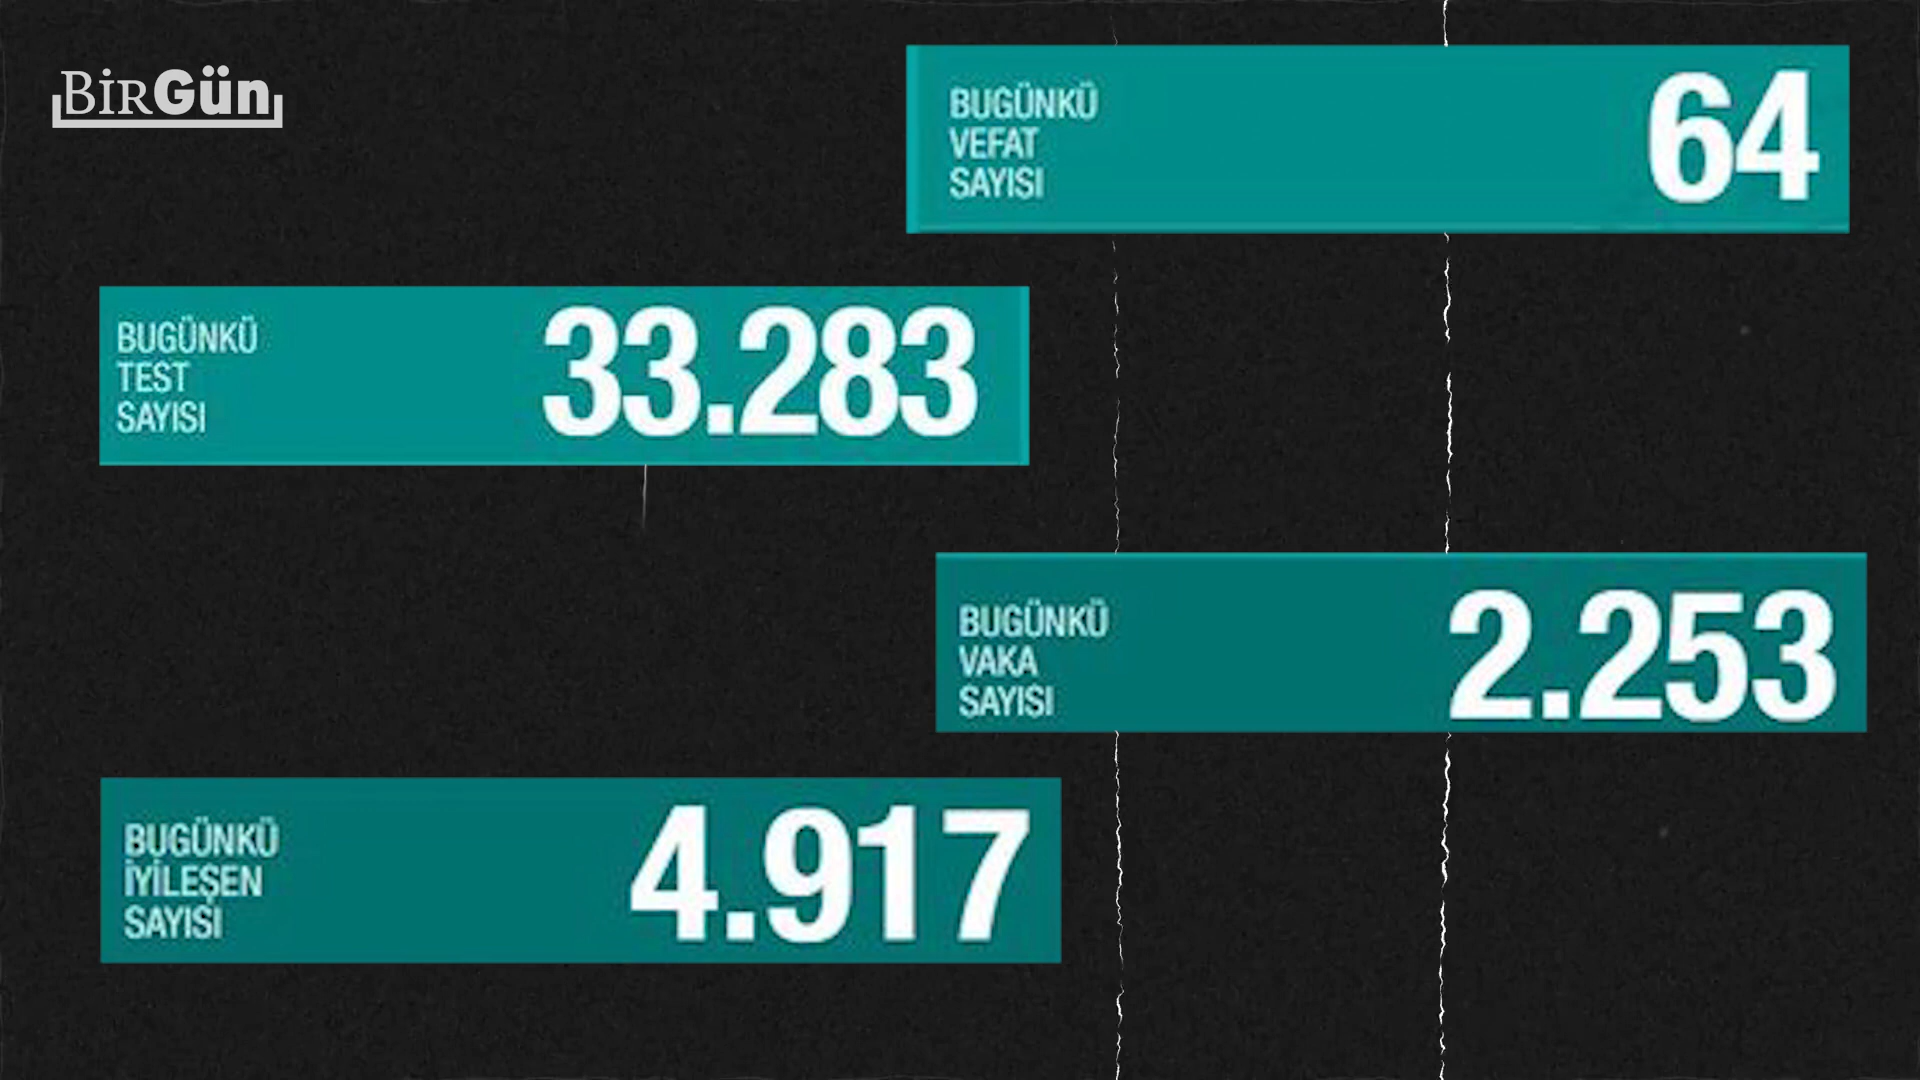 BİRGün
BUGÜNKÜ
VEFAT
SAYISI
64
BUGÜNKÜ
TEST
SAYISI
33.283
BUGÜNKÜ
VAKA
SAYISI
2.253
BUGÜNKÜ
İYİLEŞEN
SAYISI
4.917